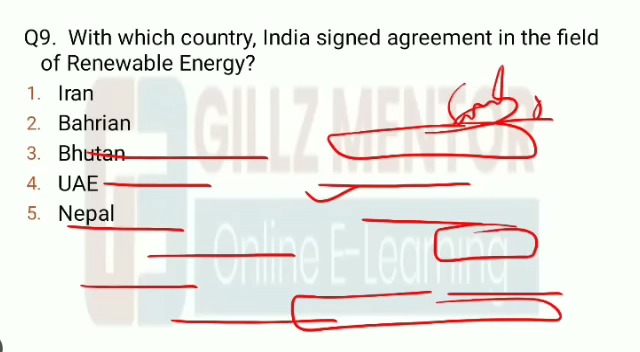 Q9. With which country, India signed agreement in the field
of Renewable Energy?
1. Iran
2. Bahrian
3. Bhutan
4. UAE
5. Nepal
GILLZ MENTOR
Online E-Learning